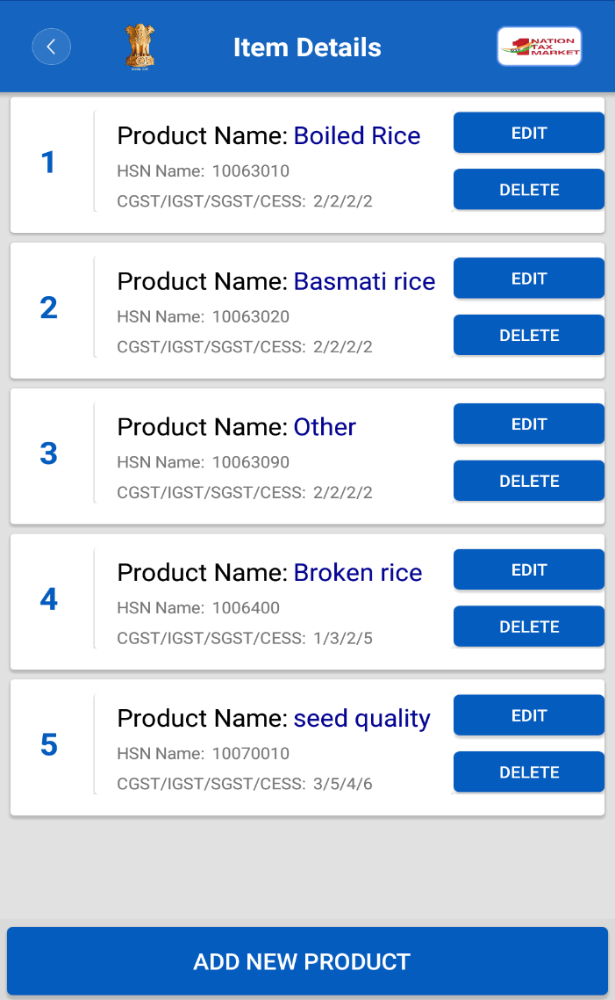 Item Details
1 NATION
TAX
MARKET
1
Product Name: Boiled Rice
HSN Name: 10063010
CGST/IGST/SGST/CESS: 2/2/2/2
EDIT
DELETE
2
Product Name: Basmati rice
HSN Name: 10063020
CGST/IGST/SGST/CESS: 2/2/2/2
EDIT
DELETE
3
Product Name: Other
HSN Name: 10063090
CGST/IGST/SGST/CESS: 2/2/2/2
EDIT
DELETE
4
Product Name: Broken rice
HSN Name: 1006400
CGST/IGST/SGST/CESS: 1/3/2/5
EDIT
DELETE
5
Product Name: seed quality
HSN Name: 10070010
CGST/IGST/SGST/CESS: 3/5/4/6
EDIT
DELETE
ADD NEW PRODUCT